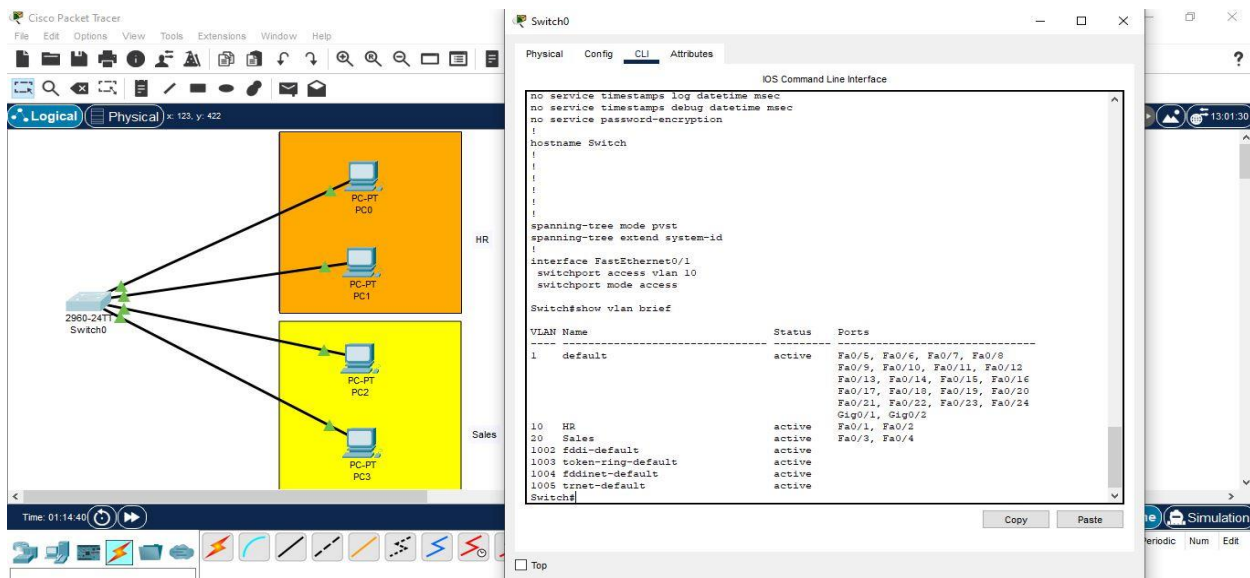 Cisco Packet Tracer
File Edit Options View Tools Extensions Window Help
Logical Physical x: 123, y: 422
PC-PT
PC0
HR
PC-PT
PC1
2960-24TT
Switch0
PC-PT
PC2
Sales
PC-PT
PC3
Time: 01:14:40
Switch0
Physical Config CLI Attributes
IOS Command Line Interface
no service timestamps log datetime msec
no service timestamps debug datetime msec
no service password-encryption
!
hostname Switch
!
!
!
!
!
!
spanning-tree mode pvst
spanning-tree extend system-id
!
interface FastEthernet0/1
switchport access vlan 10
switchport mode access
Switch#show vlan brief
VLAN Name Status Ports
---- -------------------------------- --------- -------------------------------
1 default active Fa0/5, Fa0/6, Fa0/7, Fa0/8
Fa0/9, Fa0/10, Fa0/11, Fa0/12
Fa0/13, Fa0/14, Fa0/15, Fa0/16
Fa0/17, Fa0/18, Fa0/19, Fa0/20
Fa0/21, Fa0/22, Fa0/23, Fa0/24
Gig0/1, Gig0/2
10 HR active Fa0/1, Fa0/2
20 Sales active Fa0/3, Fa0/4
1002 fddi-default active
1003 token-ring-default active
1004 fddinet-default active
1005 trnet-default active
Switch#
Copy Paste
Top
?
13:01:30
Simulation
Num Edit